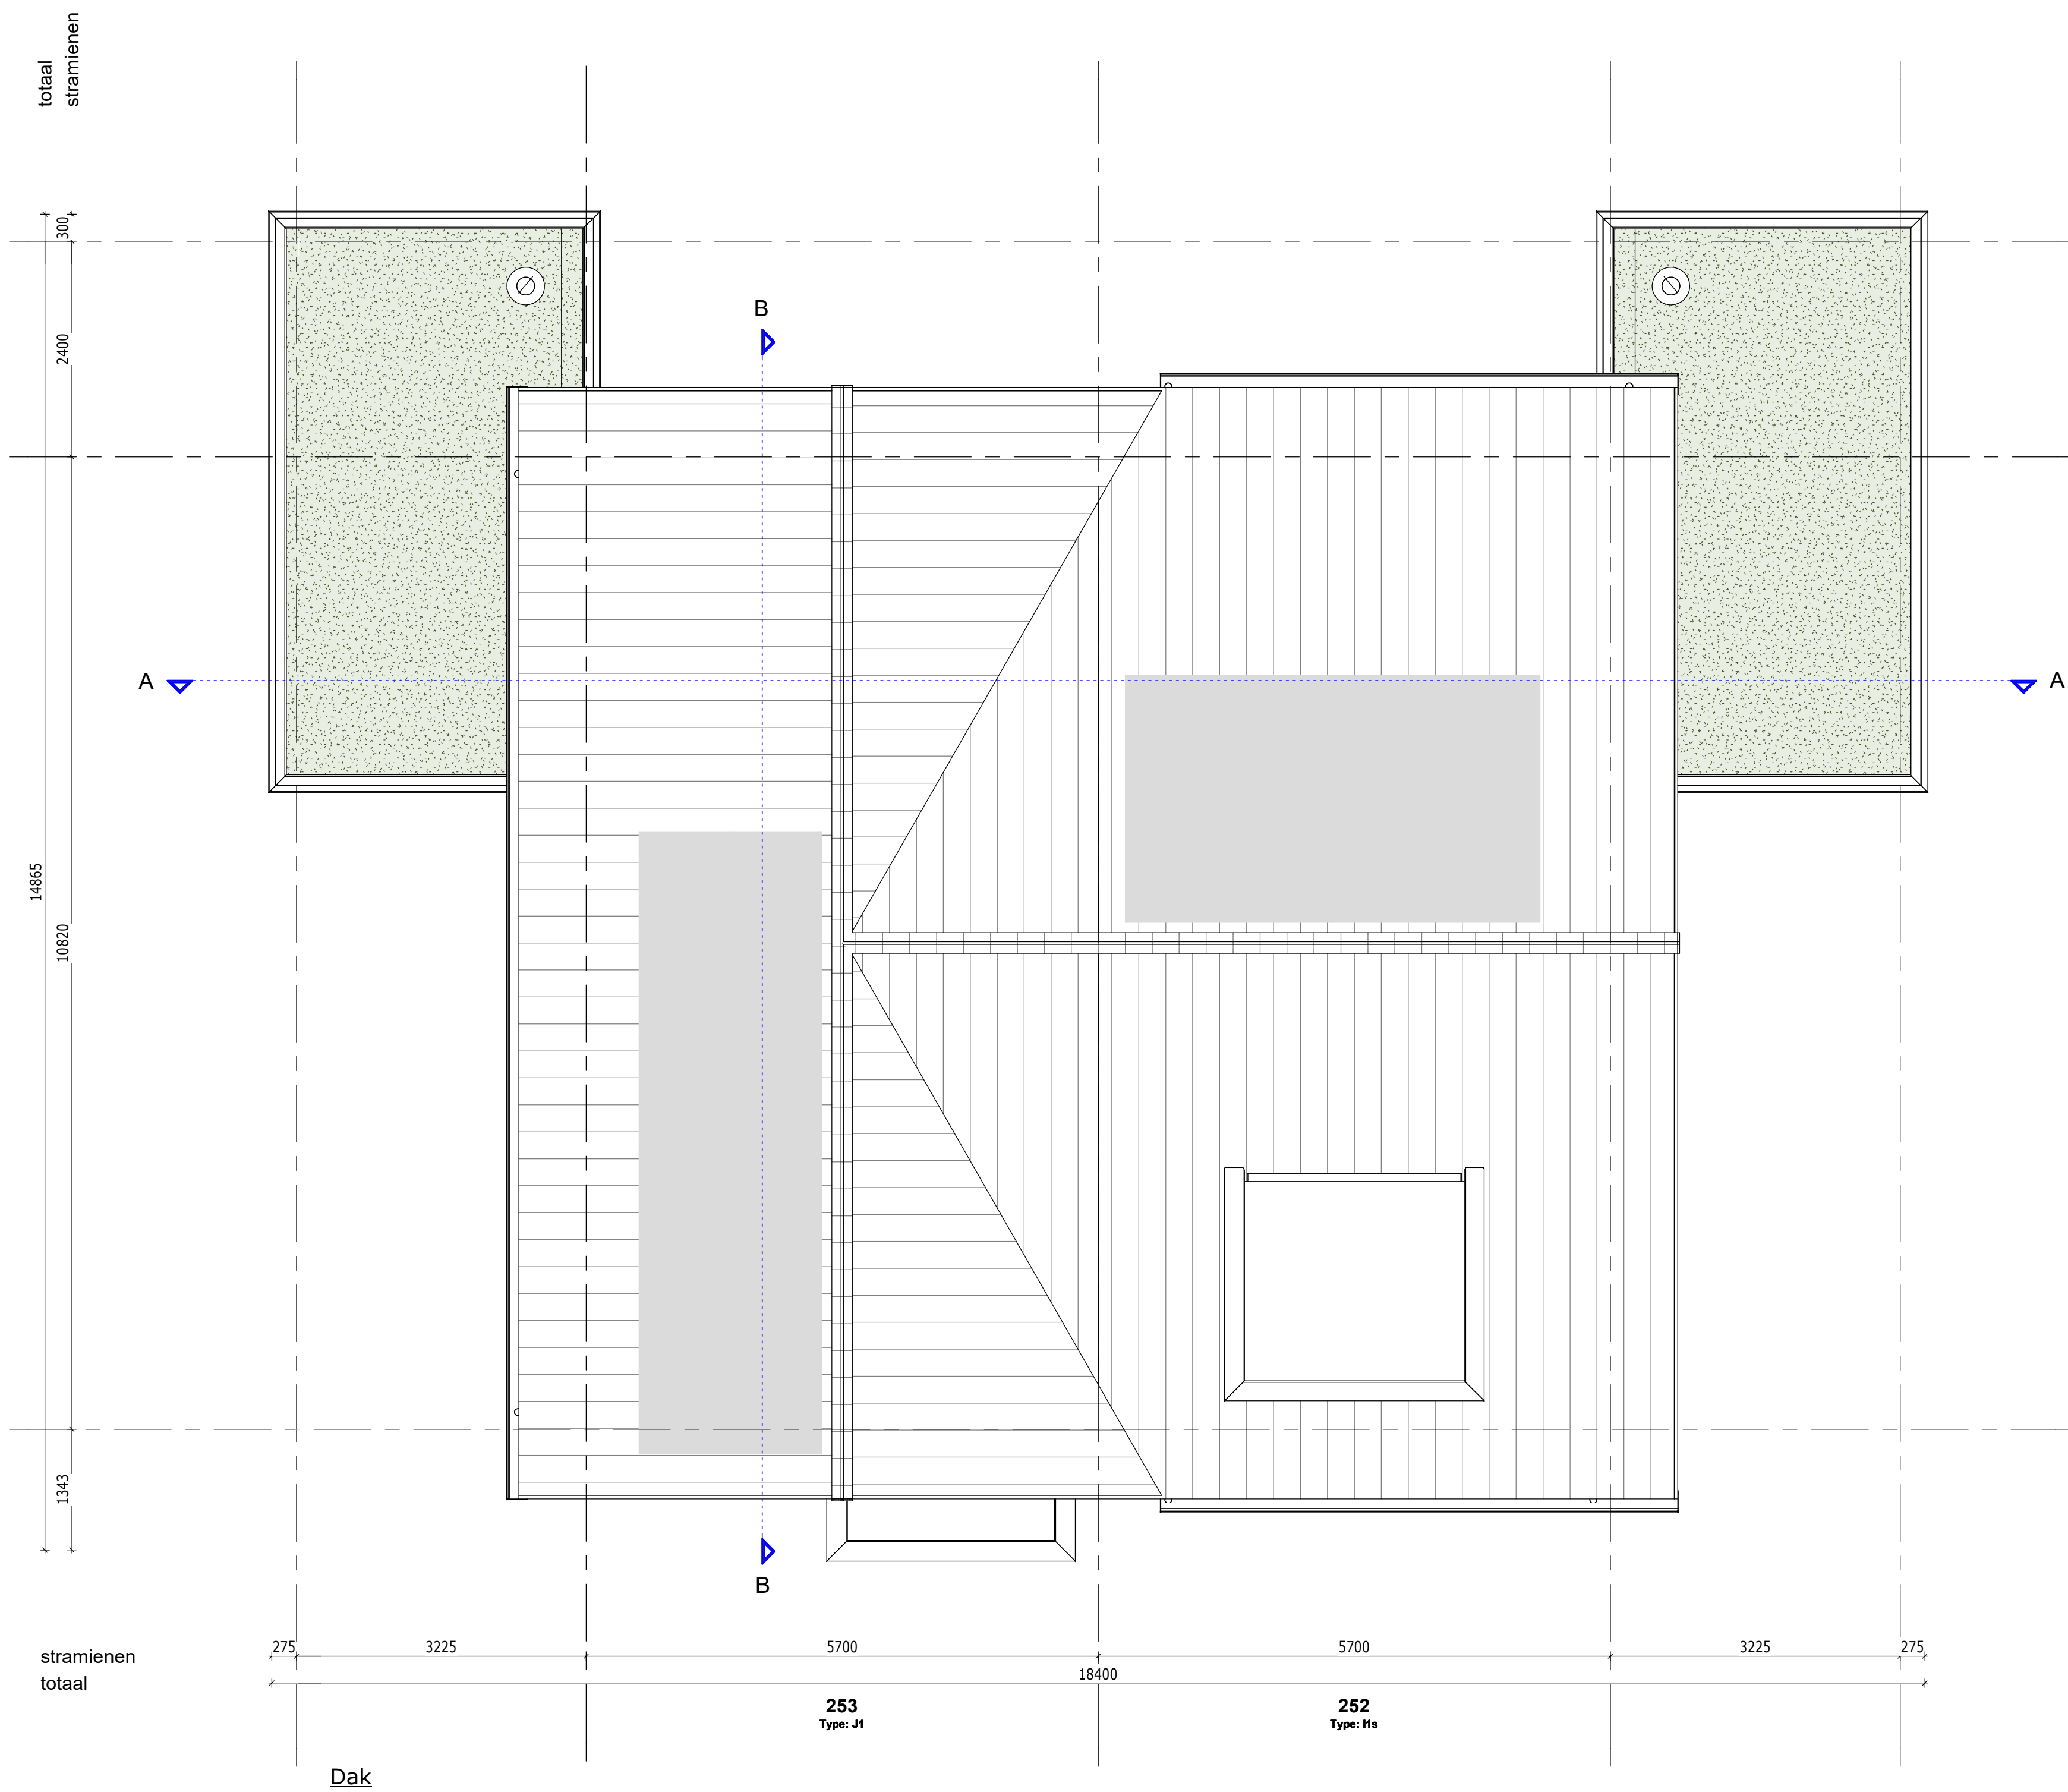 totaal
stramienen
300
2400
B
A
A
14865
10820
1343
B
275
3225
5700
5700
3225
275
stramienen
18400
totaal
253
252
Type: J1
Type: I1s
Dak